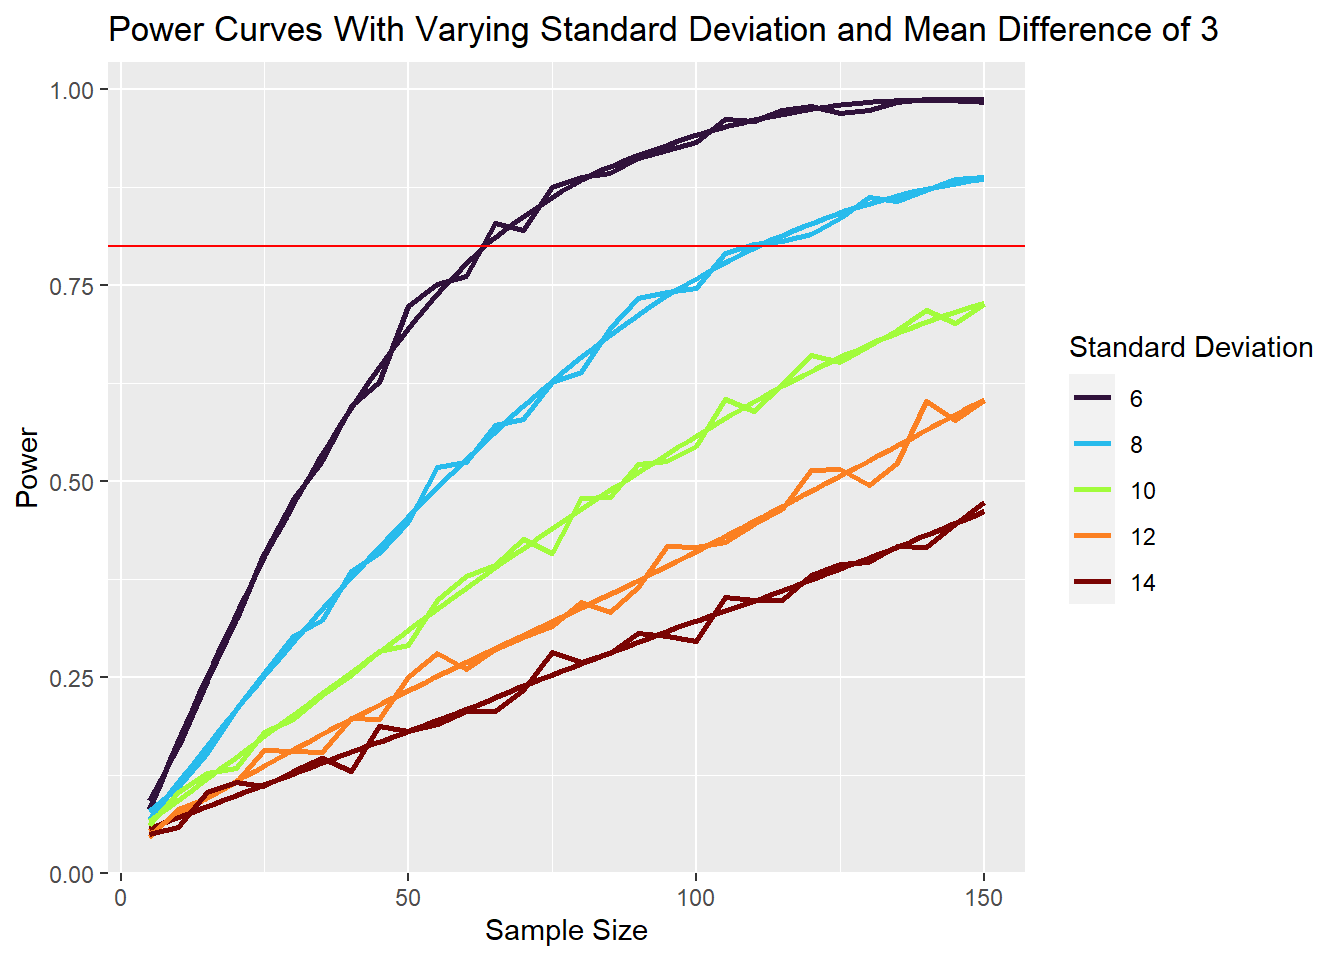 Power Curves With Varying Standard Deviation and Mean Difference of 3
1.00
0.75
0.50
0.25
0.00
Power
0 50 100 150
Sample Size
Standard Deviation
6
8
10
12
14